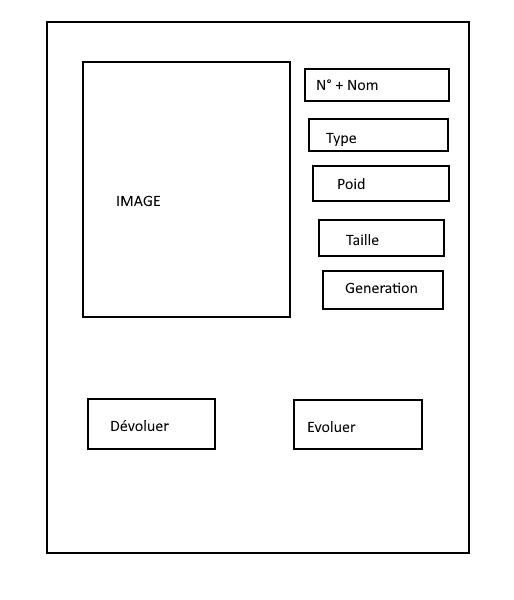 N° + Nom
Type
Poid
IMAGE
Taille
Generation
Dévoluer
Evoluer